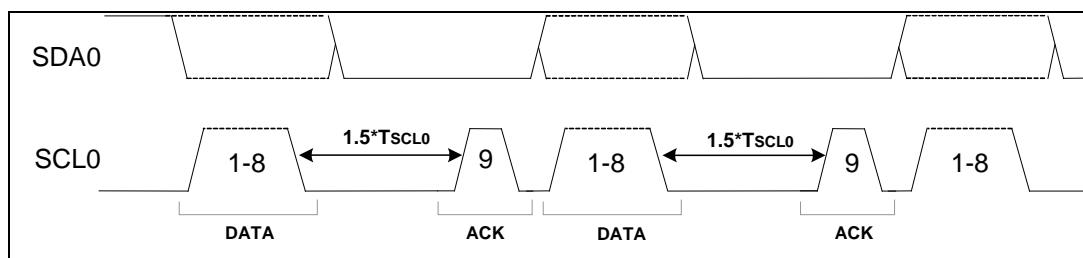 SDA0
SCL0 1-8 1.5*TSCL0 9 1-8 1.5*TSCL0 9 1-8
DATA ACK DATA ACK